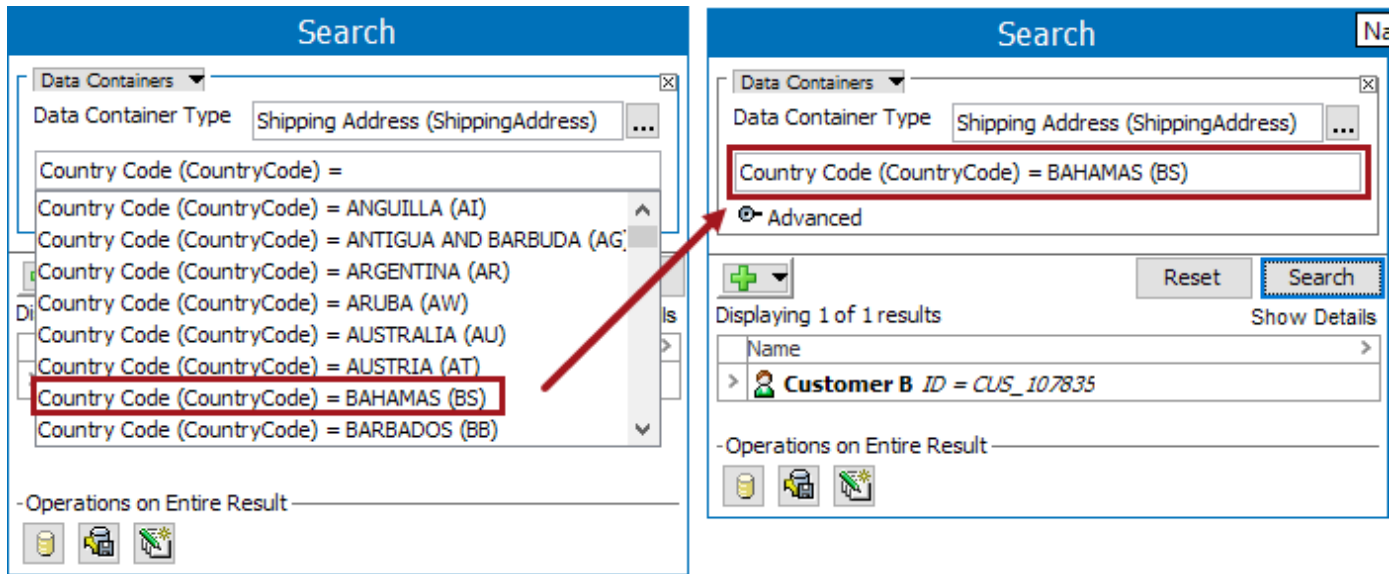 Search
Data Containers
Data Container Type Shipping Address (ShippingAddress) ...
Country Code (CountryCode) =
Country Code (CountryCode) = ANGUILLA (AI)
Country Code (CountryCode) = ANTIGUA AND BARBUDA (AG)
Country Code (CountryCode) = ARGENTINA (AR)
Country Code (CountryCode) = ARUBA (AW)
Country Code (CountryCode) = AUSTRALIA (AU)
Country Code (CountryCode) = AUSTRIA (AT)
Country Code (CountryCode) = BAHAMAS (BS)
Country Code (CountryCode) = BARBADOS (BB)
Di
ls
Operations on Entire Result
Search
Na
Data Containers
Data Container Type Shipping Address (ShippingAddress) ...
Country Code (CountryCode) = BAHAMAS (BS)
Advanced
Reset Search
Displaying 1 of 1 results Show Details
Name
Customer B ID = CUS_107835
Operations on Entire Result